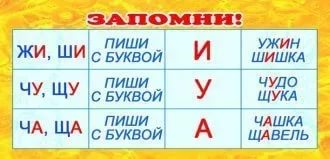 ЗАПОМНИ!
ЖИ, ШИ
ПИШИ
С БУКВОЙ
И
УЖИН
ШИШКА
ЧУ, ЩУ
ПИШИ
С БУКВОЙ
У
ЧУДО
ЩУКА
ЧА, ЩА
ПИШИ
С БУКВОЙ
А
ЧАШКА
ЩАВЕЛЬ